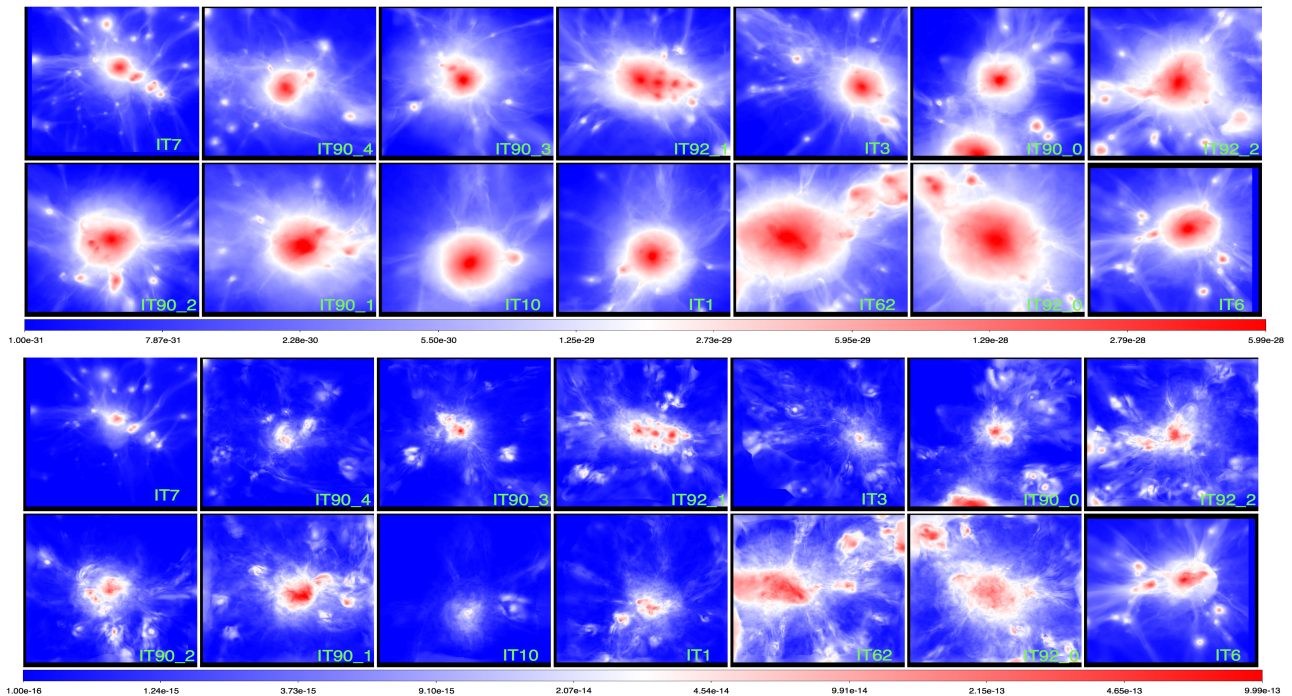 IT7 IT90_4 IT90_3 IT92_1 IT3 IT90_0 IT92_2
IT90_2 IT90_1 IT10 IT1 IT62 IT92_0 IT6
1.00e-31 7.87e-31 2.28e-30 5.50e-30 1.25e-29 2.73e-29 5.95e-29 1.29e-28 2.79e-28 5.99e-28
IT7 IT90_4 IT90_3 IT92_1 IT3 IT90_0 IT92_2
IT90_2 IT90_1 IT10 IT1 IT62 IT92_0 IT6
1.00e-16 1.24e-15 3.73e-15 9.10e-15 2.07e-14 4.54e-14 9.91e-14 2.15e-13 4.65e-13 9.99e-13